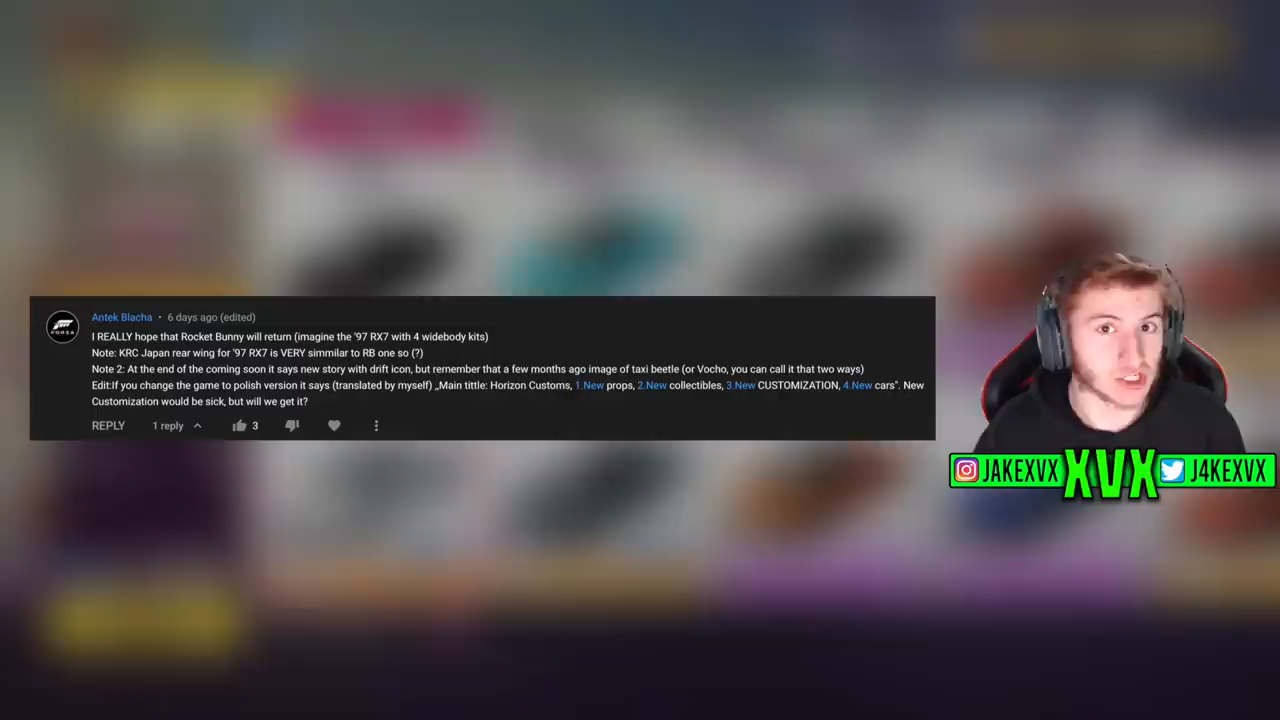 Antek Blacha • 6 days ago (edited)
I REALLY hope that Rocket Bunny will return (imagine the '97 RX7 with 4 widebody kits)
Note: KRC Japan rear wing for '97 RX7 is VERY simmilar to RB one so (?)
Note 2: At the end of the coming soon it says new story with drift icon, but remember that a few months ago image of taxi beetle (or Vocho, you can call it that two ways)
Edit:If you change the game to polish version it says (translated by myself) ,,Main tittle: Horizon Customs, 1.New props, 2.New collectibles, 3.New CUSTOMIZATION, 4.New cars". New
Customization would be sick, but will we get it?
REPLY 1 reply 3
FORZA
JAKEXVX XVX J4KEXVX